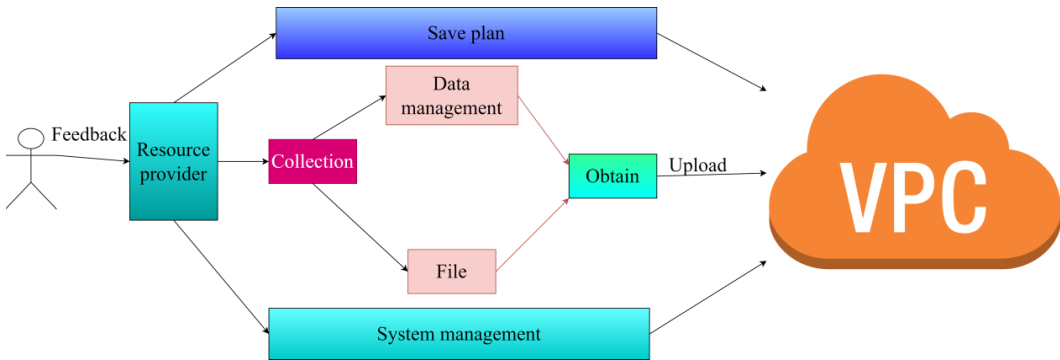 Save plan
Data
management
Feedback
Resource
provider
Collection
Obtain
Upload
VPC
File
System management